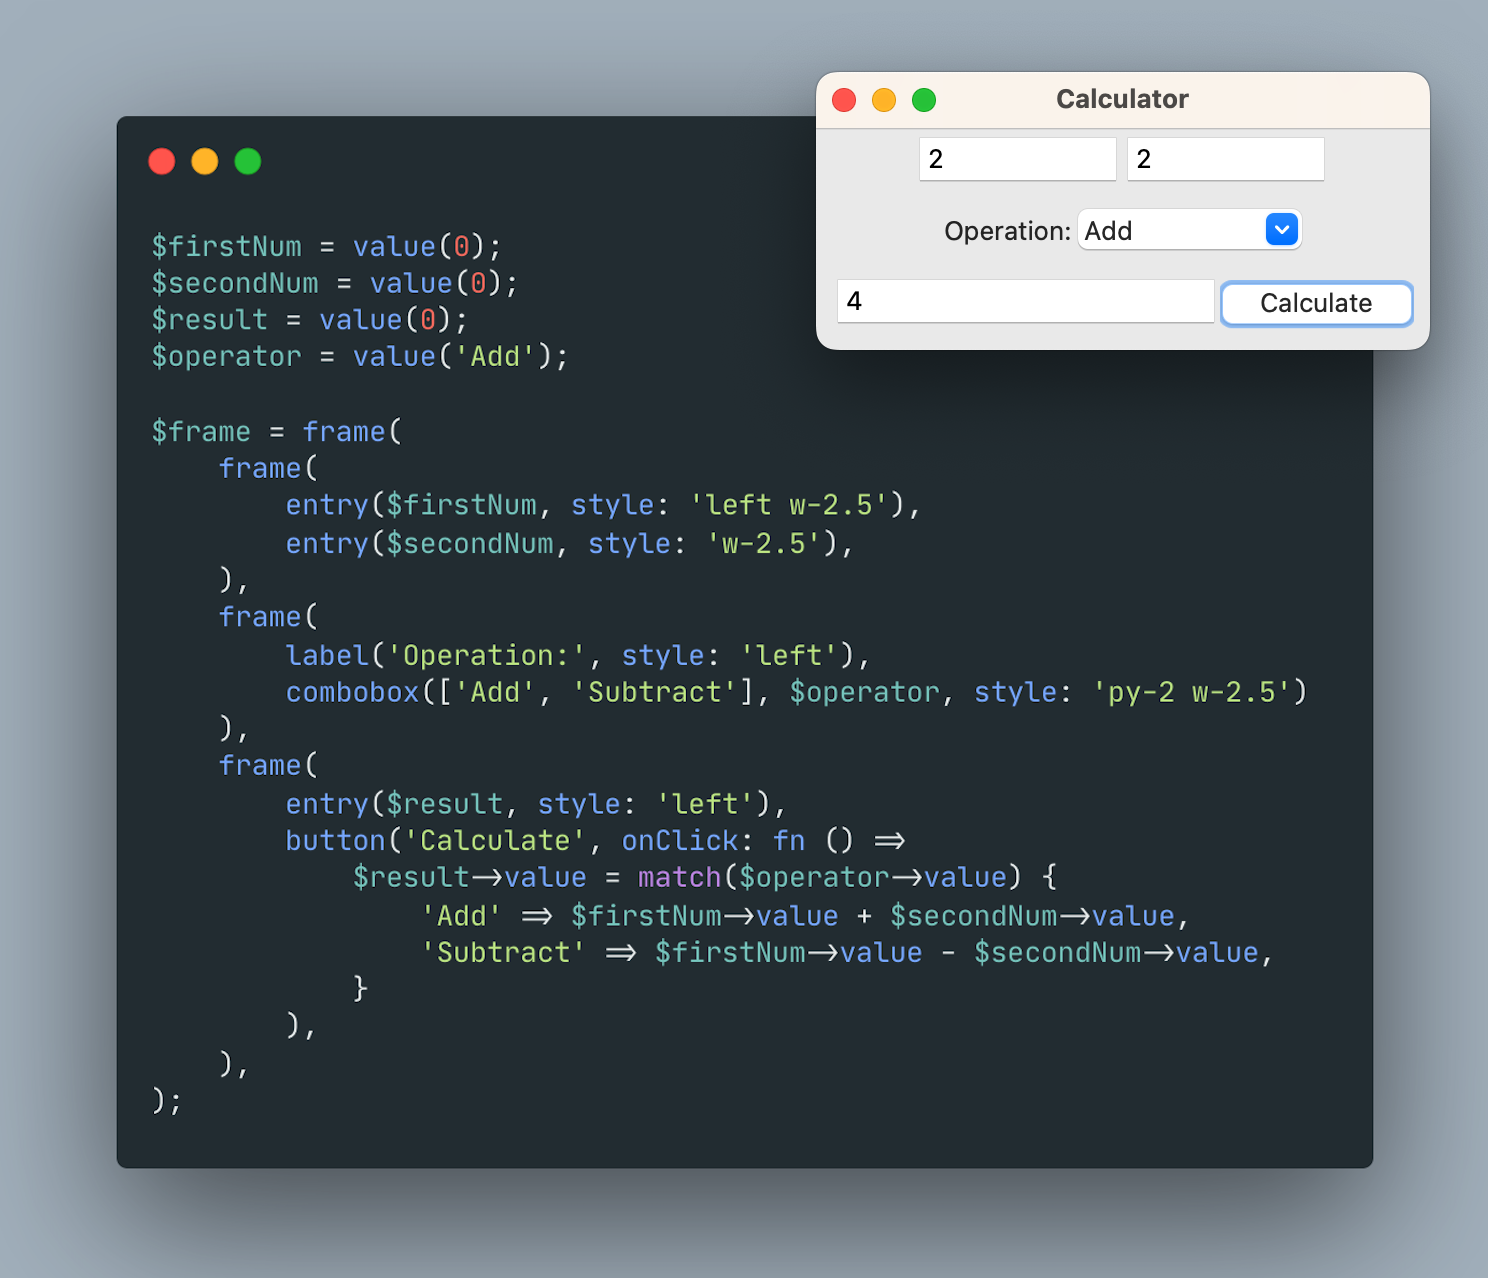 Calculator
2 2
Operation: Add
4 Calculate
$firstNum = value(0);
$secondNum = value(0);
$result = value(0);
$operator = value('Add');

$frame = frame(
    frame(
        entry($firstNum, style: 'left w-2.5'),
        entry($secondNum, style: 'w-2.5'),
    ),
    frame(
        label('Operation:', style: 'left'),
        combobox(['Add', 'Subtract'], $operator, style: 'py-2 w-2.5')
    ),
    frame(
        entry($result, style: 'left'),
        button('Calculate', onClick: fn () =>
            $result->value = match($operator->value) {
                'Add' => $firstNum->value + $secondNum->value,
                'Subtract' => $firstNum->value - $secondNum->value,
            }
        ),
    ),
);